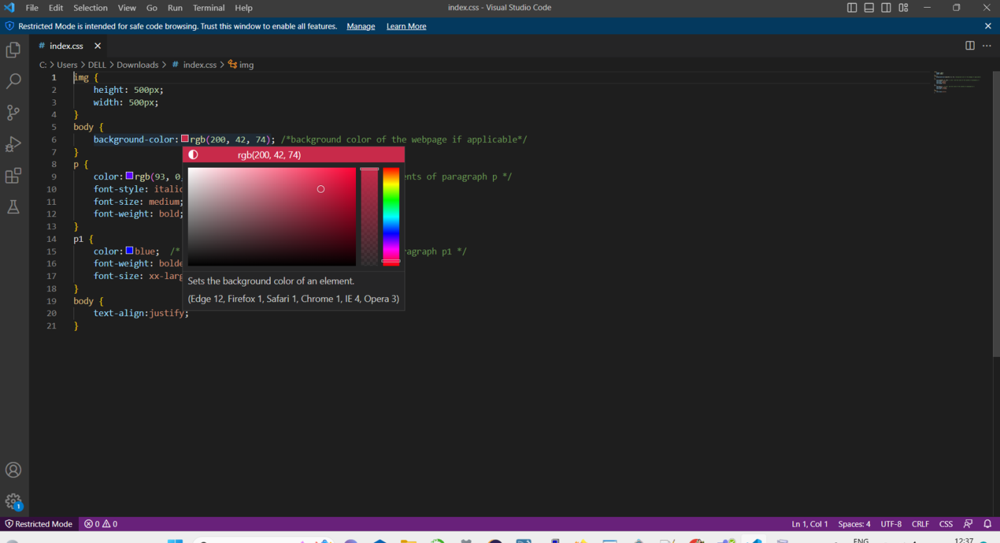 File Edit Selection View Go Run Terminal Help index.css - Visual Studio Code
Restricted Mode is intended for safe code browsing. Trust this window to enable all features. Manage Learn More
# index.css
C: > Users > DELL > Downloads > # index.css > img
1 img {
2 height: 500px;
3 width: 500px;
4 }
5 body {
6 background-color: rgb(200, 42, 74); /*background color of the webpage if applicable*/
7 }
rgb(200, 42, 74)
8 p {
9 color: rgb(93, 0, ents of paragraph p */
10 font-style: italic
11 font-size: medium;
12 font-weight: bold;
13 }
14 p1 {
15 color: blue; /* ragraph p1 */
16 font-weight: bolde
17 font-size: xx-larg
18 }
Sets the background color of an element.
19 body {
(Edge 12, Firefox 1, Safari 1, Chrome 1, IE 4, Opera 3)
20 text-align:justify;
21 }
1
Restricted Mode 0 0 Ln 1, Col 1 Spaces: 4 UTF-8 CRLF CSS
ENG 12:37